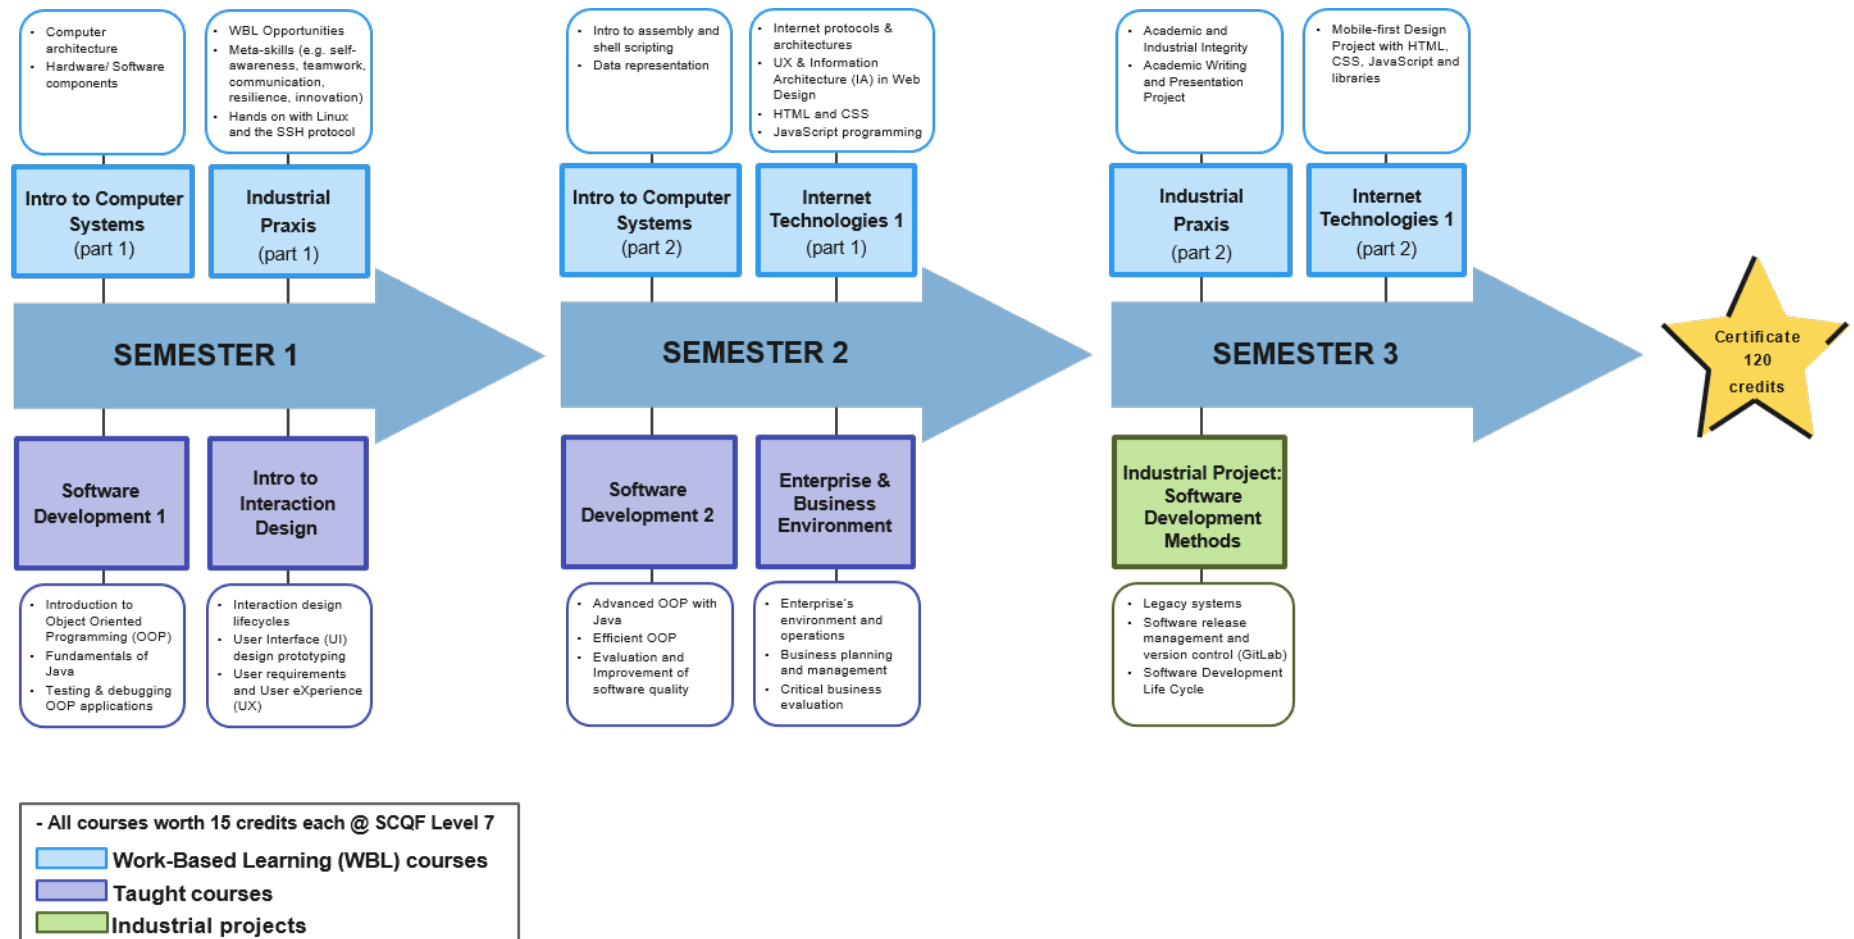 • Computer
architecture
• Hardware/ Software
components
• WBL Opportunities
• Meta-skills (e.g. self-
awareness, teamwork,
communication,
resilience, innovation)
• Hands on with Linux
and the SSH protocol
• Intro to assembly and
shell scripting
• Data representation
• Internet protocols &
architectures
• UX & Information
Architecture (IA) in Web
Design
• HTML and CSS
• JavaScript programming
• Academic and
Industrial Integrity
• Academic Writing
and Presentation
Project
• Mobile-first Design
Project with HTML,
CSS, JavaScript and
libraries
Intro to Computer
Systems
(part 1)
Industrial
Praxis
(part 1)
Intro to Computer
Systems
(part 2)
Internet
Technologies 1
(part 1)
Industrial
Praxis
(part 2)
Internet
Technologies 1
(part 2)
SEMESTER 1
SEMESTER 2
SEMESTER 3
Certificate
120
credits
Software
Development 1
Intro to
Interaction
Design
Software
Development 2
Enterprise &
Business
Environment
Industrial Project:
Software
Development
Methods
• Introduction to
Object Oriented
Programming (OOP)
• Fundamentals of
Java
• Testing & debugging
OOP applications
• Interaction design
lifecycles
• User Interface (UI)
design prototyping
• User requirements
and User eXperience
(UX)
• Advanced OOP with
Java
• Efficient OOP
• Evaluation and
Improvement of
software quality
• Enterprise's
environment and
operations
• Business planning
and management
• Critical business
evaluation
• Legacy systems
• Software release
management and
version control (GitLab)
• Software Development
Life Cycle
- All courses worth 15 credits each @ SCQF Level 7
Work-Based Learning (WBL) courses
Taught courses
Industrial projects